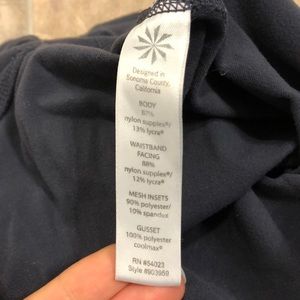 Designed in
Sonoma County,
California
BODY
87%
nylon supplex®/
13% lycra®
WAISTBAND
FACING
88%
nylon supplex®/
12% lycra®
MESH INSETS
90% polyester/
10% spandex
GUSSET
100% polyester
coolmax®
RN #54023
Style #903959